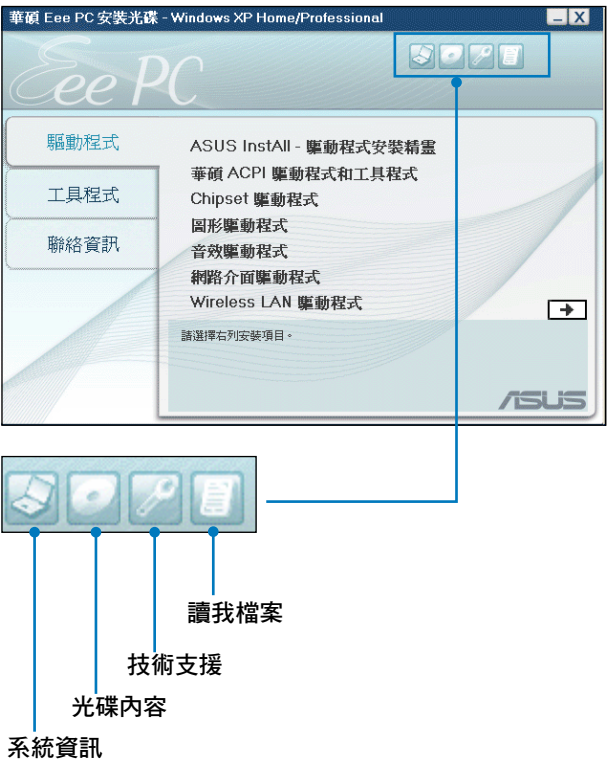 華碩 Eee PC 安裝光碟 - Windows XP Home/Professional
Eee PC
驅動程式
工具程式
聯絡資訊
ASUS InstAll - 驅動程式安裝精靈
華碩 ACPI 驅動程式和工具程式
Chipset 驅動程式
圖形驅動程式
音效驅動程式
網路介面驅動程式
Wireless LAN 驅動程式
請選擇右列安裝項目。
ASUS
讀我檔案
技術支援
光碟內容
系統資訊